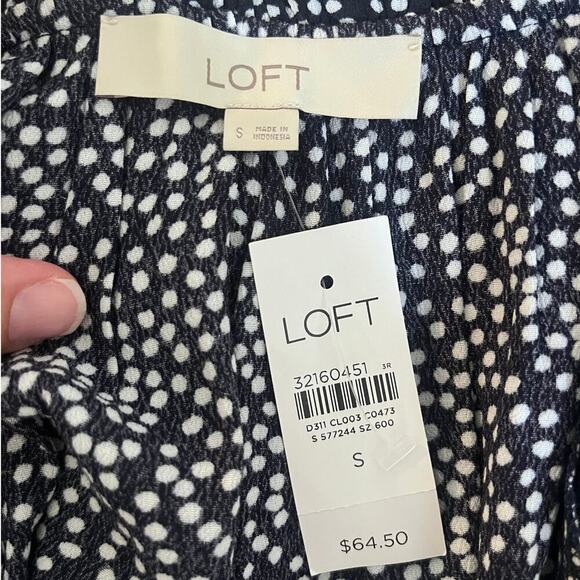 LOFT
S MADE IN
INDONESIA
LOFT
32160451 3R
D311 CL003 C0473
S 577244 SZ 600
S
$64.50